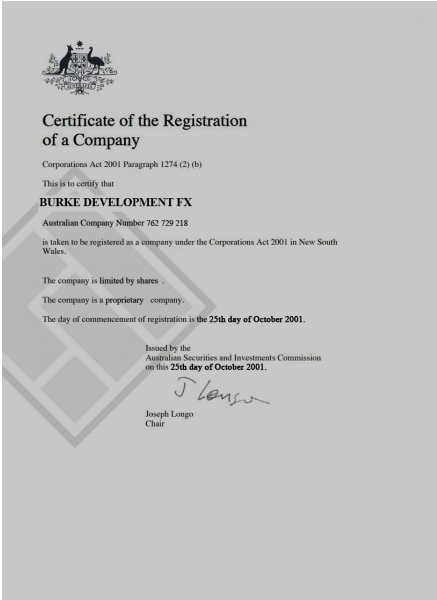 Certificate of the Registration
of a Company
Corporations Act 2001 Paragraph 1274 (2) (b)
This is to certify that
BURKE DEVELOPMENT FX
Australian Company Number 762 729 218
is taken to be registered as a company under the Corporations Act 2001 in New South
Wales.
The company is limited by shares .
The company is a proprietary company.
The day of commencement of registration is the 25th day of October 2001.
Issued by the
Australian Securities and Investments Commission
on this 25th day of October 2001.
J Longo
Joseph Longo
Chair